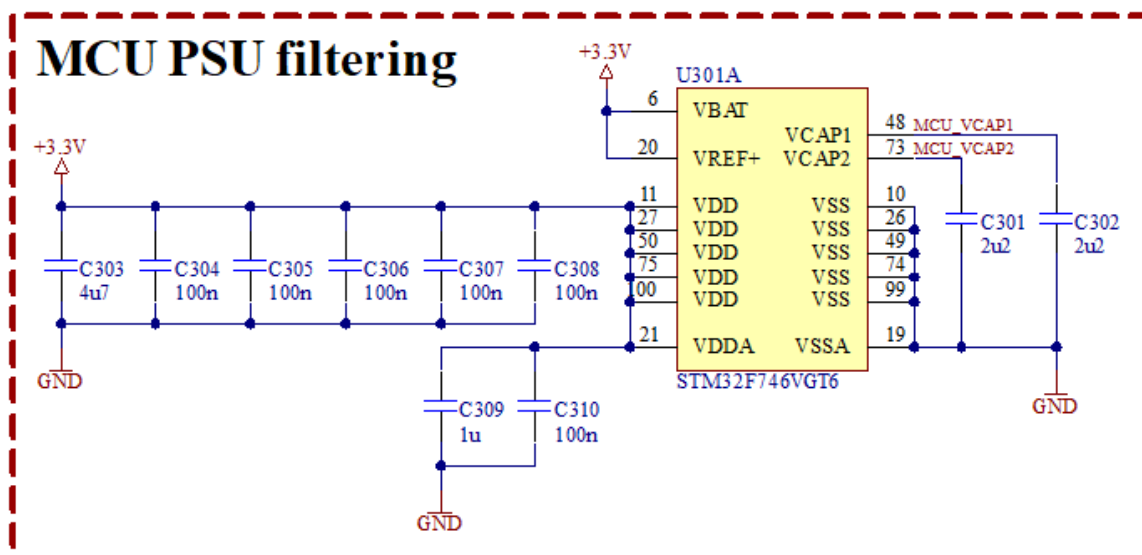 MCU PSU filtering
+3.3V
U301A
6 VBAT
VCAP1 48 MCU_VCAP1
20 VREF+
VCAP2 73 MCU_VCAP2
+3.3V
11 VDD VSS 10
27 VDD VSS 26
50 VDD VSS 49
75 VDD VSS 74
100 VDD VSS 99
21 VDDA VSSA 19
STM32F746VGT6
C301
2u2
C302
2u2
C303
4u7
C304
100n
C305
100n
C306
100n
C307
100n
C308
100n
GND
C309
1u
C310
100n
GND
GND